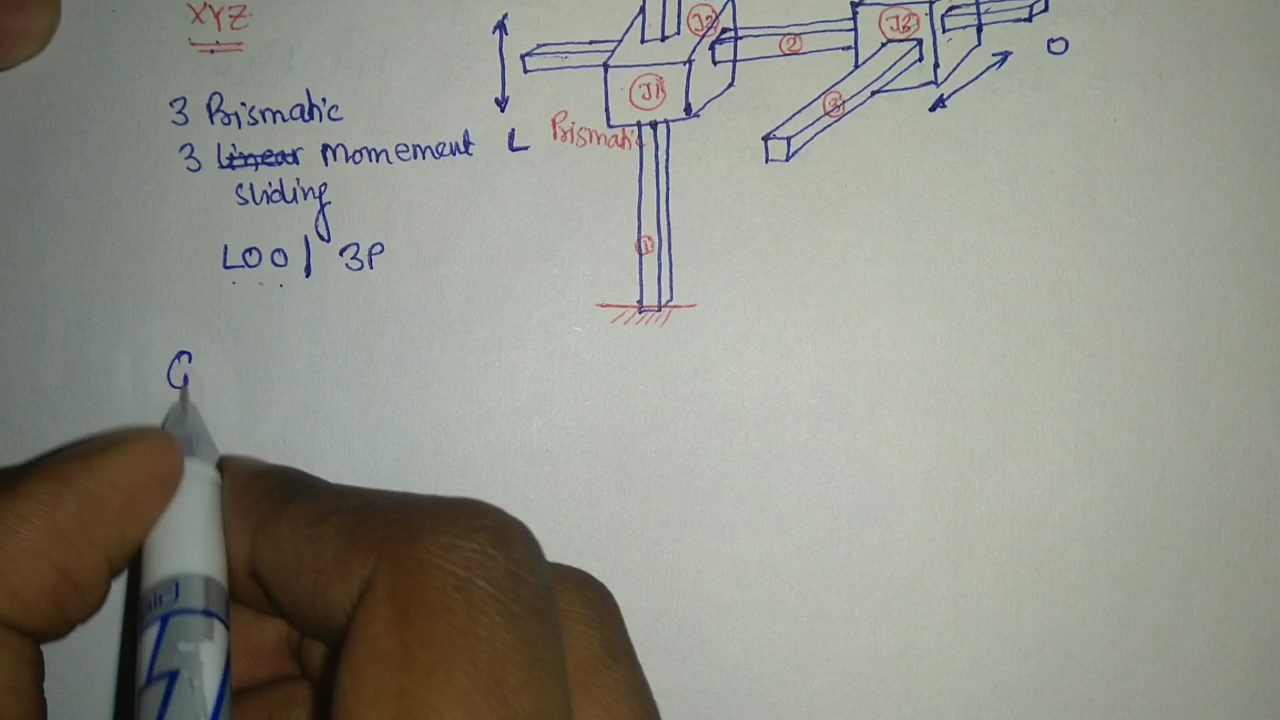 XYZ
3 Prismatic
3 linear momement
sliding
LOO | 3P
G
L
Prismatic
J1
J2
J3
1
2
3
O